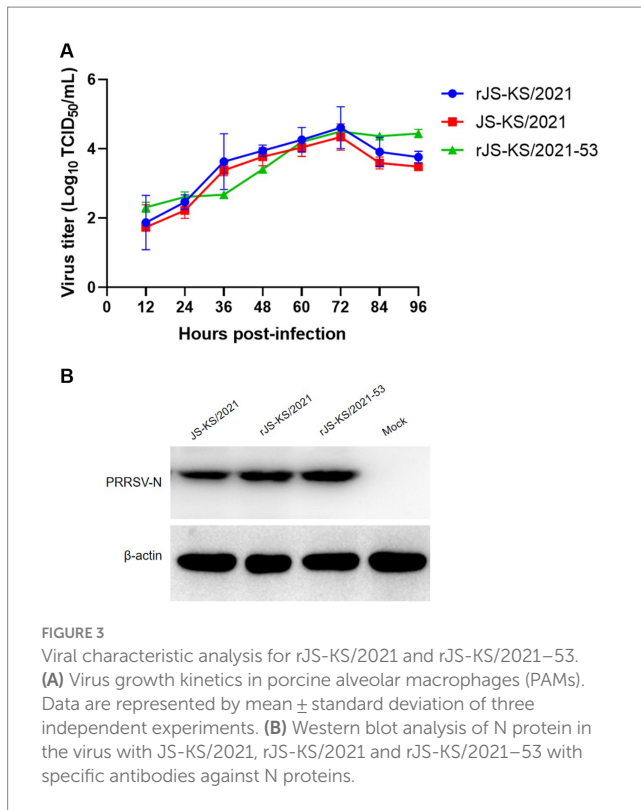 A
Virus titer (Log10 TCID50/mL)
6
4
2
0
0 12 24 36 48 60 72 84 96
Hours post-infection
rJS-KS/2021
JS-KS/2021
rJS-KS/2021-53
B
JS-KS/2021
rJS-KS/2021
rJS-KS/2021-53
Mock
PRRSV-N
β-actin
FIGURE 3
Viral characteristic analysis for rJS-KS/2021 and rJS-KS/2021–53.
(A) Virus growth kinetics in porcine alveolar macrophages (PAMs).
Data are represented by mean ± standard deviation of three
independent experiments. (B) Western blot analysis of N protein in
the virus with JS-KS/2021, rJS-KS/2021 and rJS-KS/2021–53 with
specific antibodies against N proteins.